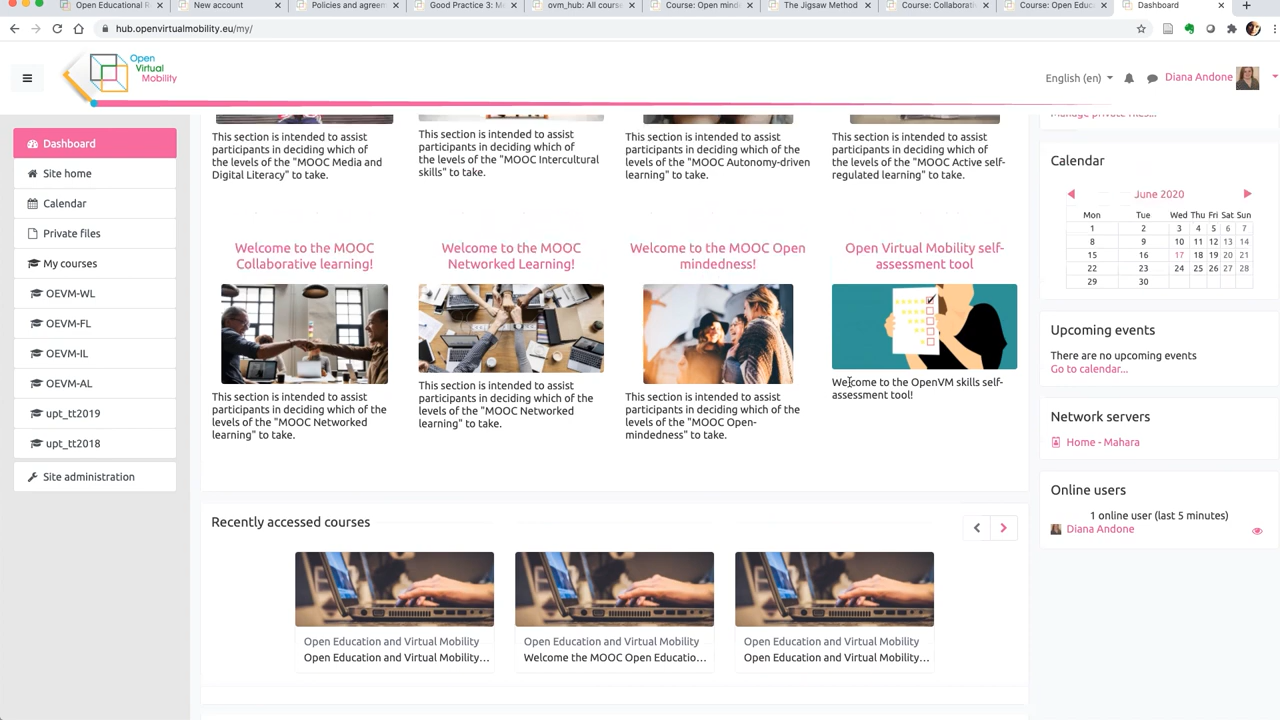 Open Educational R
New account
Policies and agreem
Good Practice 3: M
ovm_hub: All course
Course: Open mind
The Jigsaw Method
Course: Collaborati
Course: Open Educ
Dashboard
hub.openvirtualmobility.eu/my/
Open
Virtual
Mobility
English (en)
Diana Andone
Dashboard
Site home
Calendar
Private files
My courses
OEVM-WL
OEVM-FL
OEVM-IL
OEVM-AL
upt_tt2019
upt_tt2018
Site administration
This section is intended to assist
participants in deciding which of
the levels of the "MOOC Media and
Digital Literacy" to take.
This section is intended to assist
participants in deciding which of
the levels of the "MOOC Intercultural
skills" to take.
This section is intended to assist
participants in deciding which of
the levels of the "MOOC Autonomy-driven
learning" to take.
This section is intended to assist
participants in deciding which of
the levels of the "MOOC Active self-
regulated learning" to take.
Welcome to the MOOC
Collaborative learning!
This section is intended to assist
participants in deciding which of the
levels of the "MOOC Networked
learning" to take.
Welcome to the MOOC
Networked Learning!
This section is intended to assist
participants in deciding which of the
levels of the "MOOC Networked
learning" to take.
Welcome to the MOOC Open
mindedness!
This section is intended to assist
participants in deciding which of the
levels of the "MOOC Open-
mindedness" to take.
Open Virtual Mobility self-
assessment tool
Welcome to the OpenVM skills self-
assessment tool!
Recently accessed courses
Open Education and Virtual Mobility
Open Education and Virtual Mobility...
Open Education and Virtual Mobility
Welcome the MOOC Open Educatio...
Open Education and Virtual Mobility
Open Education and Virtual Mobility...
Manage private files...
Calendar
June 2020
Mon Tue Wed Thu Fri Sat Sun
1 2 3 4 5 6 7
8 9 10 11 12 13 14
15 16 17 18 19 20 21
22 23 24 25 26 27 28
29 30
Upcoming events
There are no upcoming events
Go to calendar...
Network servers
Home - Mahara
Online users
1 online user (last 5 minutes)
Diana Andone